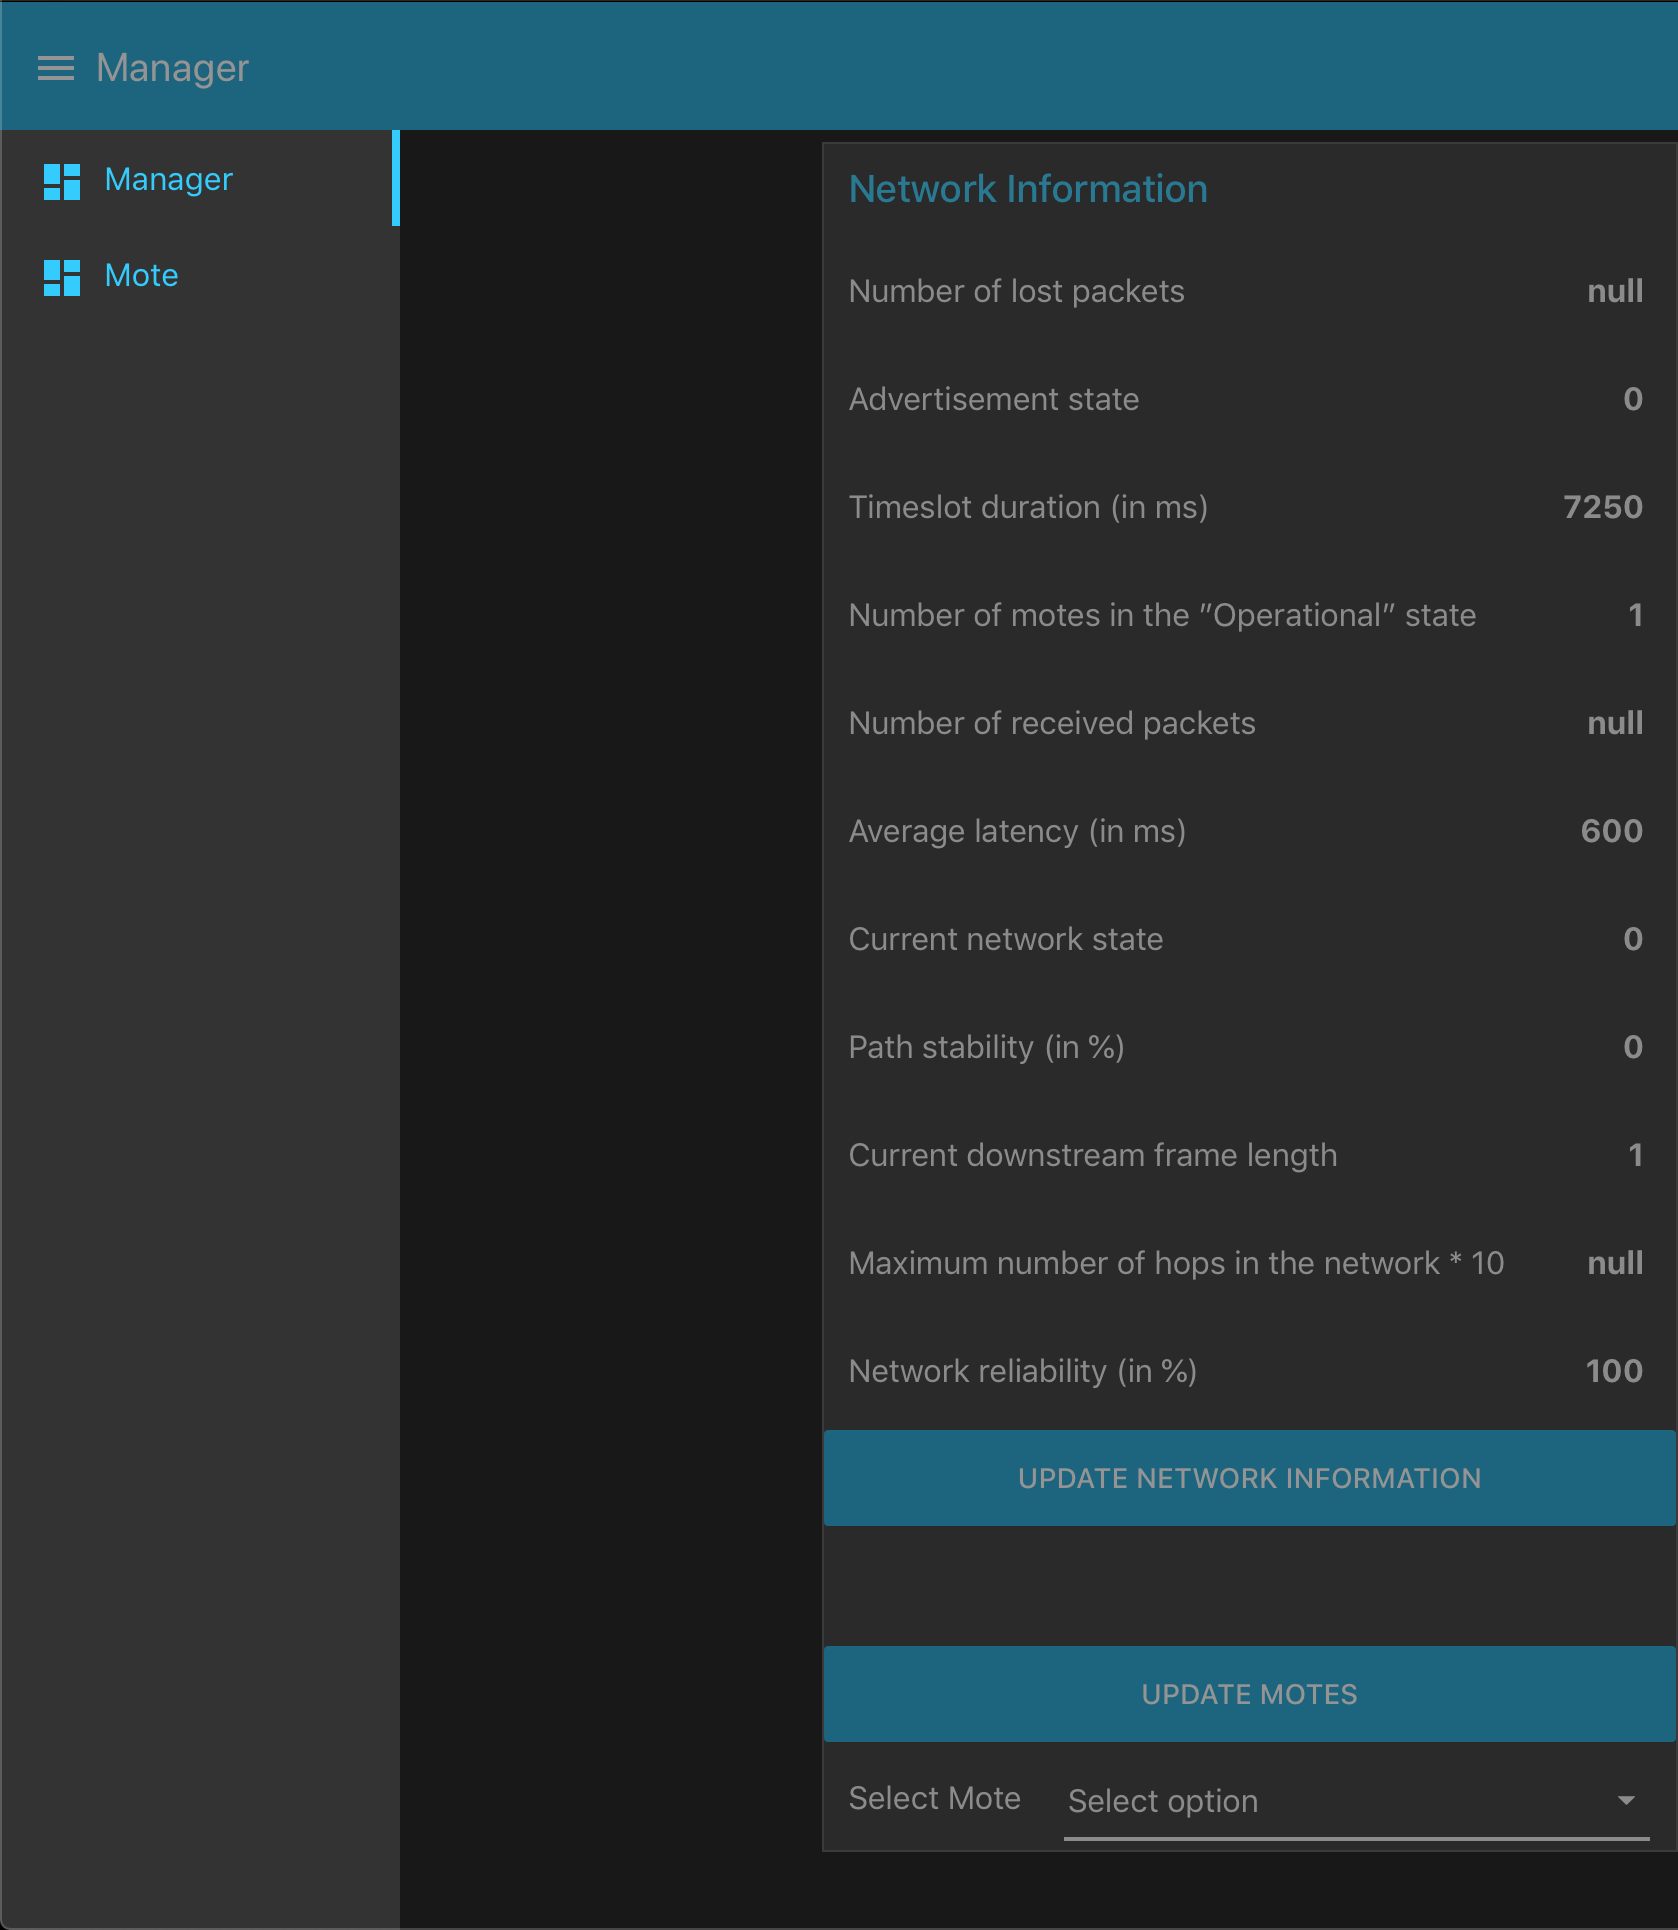 Manager
Manager
Mote
Network Information
Number of lost packets null
Advertisement state 0
Timeslot duration (in ms) 7250
Number of motes in the "Operational" state 1
Number of received packets null
Average latency (in ms) 600
Current network state 0
Path stability (in %) 0
Current downstream frame length 1
Maximum number of hops in the network * 10 null
Network reliability (in %) 100
UPDATE NETWORK INFORMATION
UPDATE MOTES
Select Mote Select option